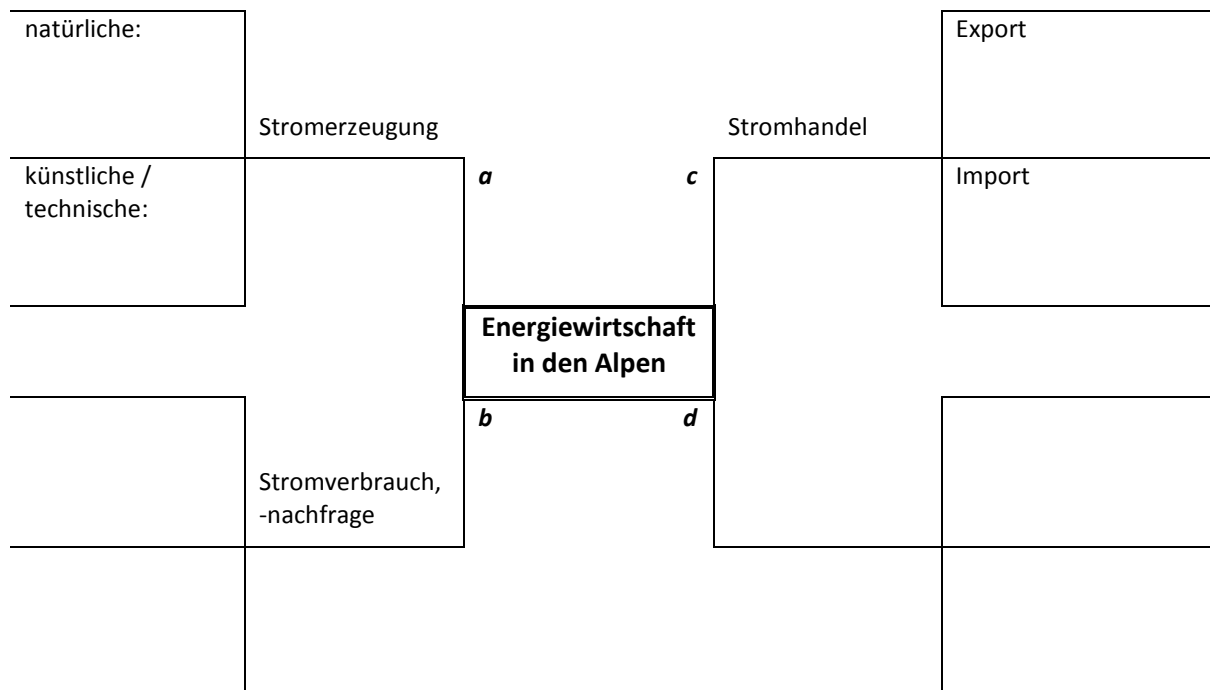 natürliche:
Export
Stromerzeugung
Stromhandel
künstliche /
technische:
a
c
Import
Energiewirtschaft
in den Alpen
b
d
Stromverbrauch,
-nachfrage